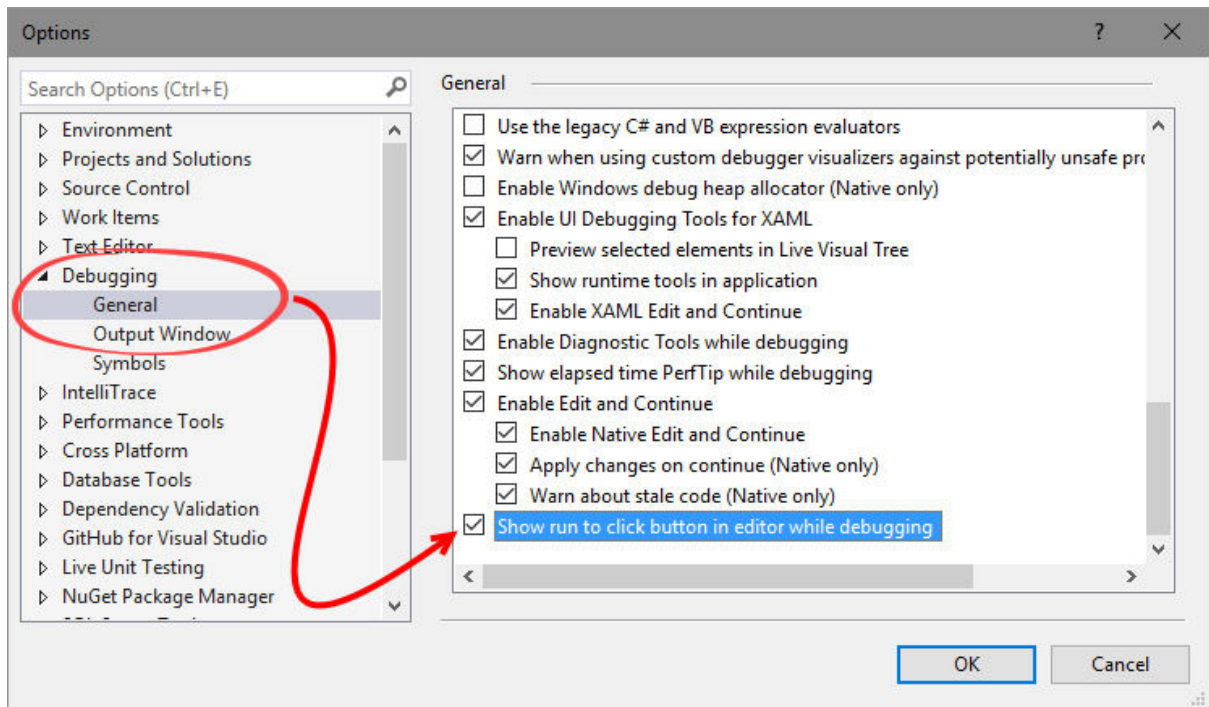 Options
?
Search Options (Ctrl+E)
Environment
Projects and Solutions
Source Control
Work Items
Text Editor
Debugging
General
Output Window
Symbols
IntelliTrace
Performance Tools
Cross Platform
Database Tools
Dependency Validation
GitHub for Visual Studio
Live Unit Testing
NuGet Package Manager
General
Use the legacy C# and VB expression evaluators
Warn when using custom debugger visualizers against potentially unsafe pro
Enable Windows debug heap allocator (Native only)
Enable UI Debugging Tools for XAML
Preview selected elements in Live Visual Tree
Show runtime tools in application
Enable XAML Edit and Continue
Enable Diagnostic Tools while debugging
Show elapsed time PerfTip while debugging
Enable Edit and Continue
Enable Native Edit and Continue
Apply changes on continue (Native only)
Warn about stale code (Native only)
Show run to click button in editor while debugging
OK
Cancel